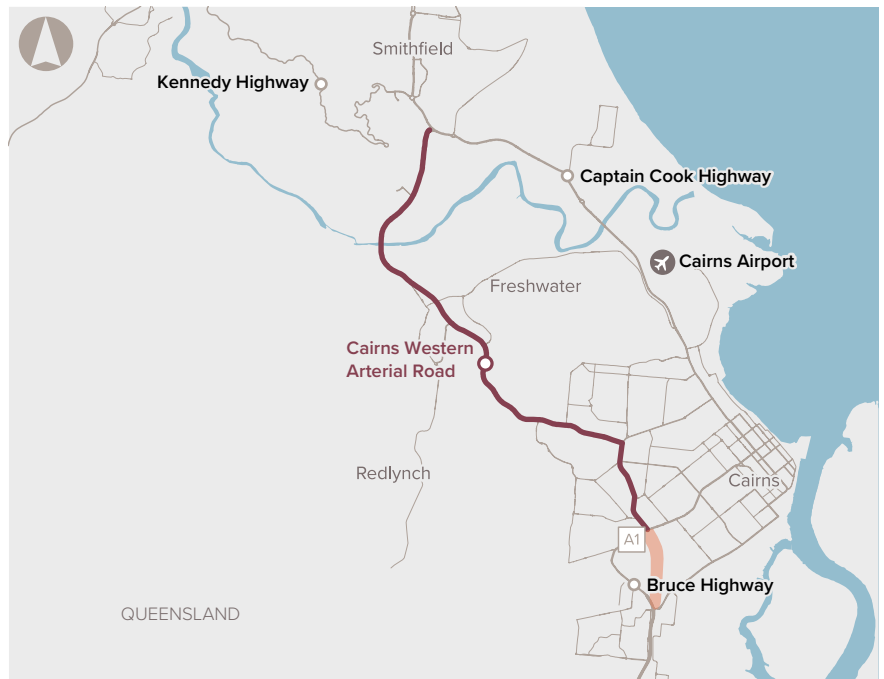 Smithfield
Kennedy Highway
Captain Cook Highway
Cairns Airport
Freshwater
Cairns Western
Arterial Road
Redlynch
Cairns
A1
Bruce Highway
QUEENSLAND